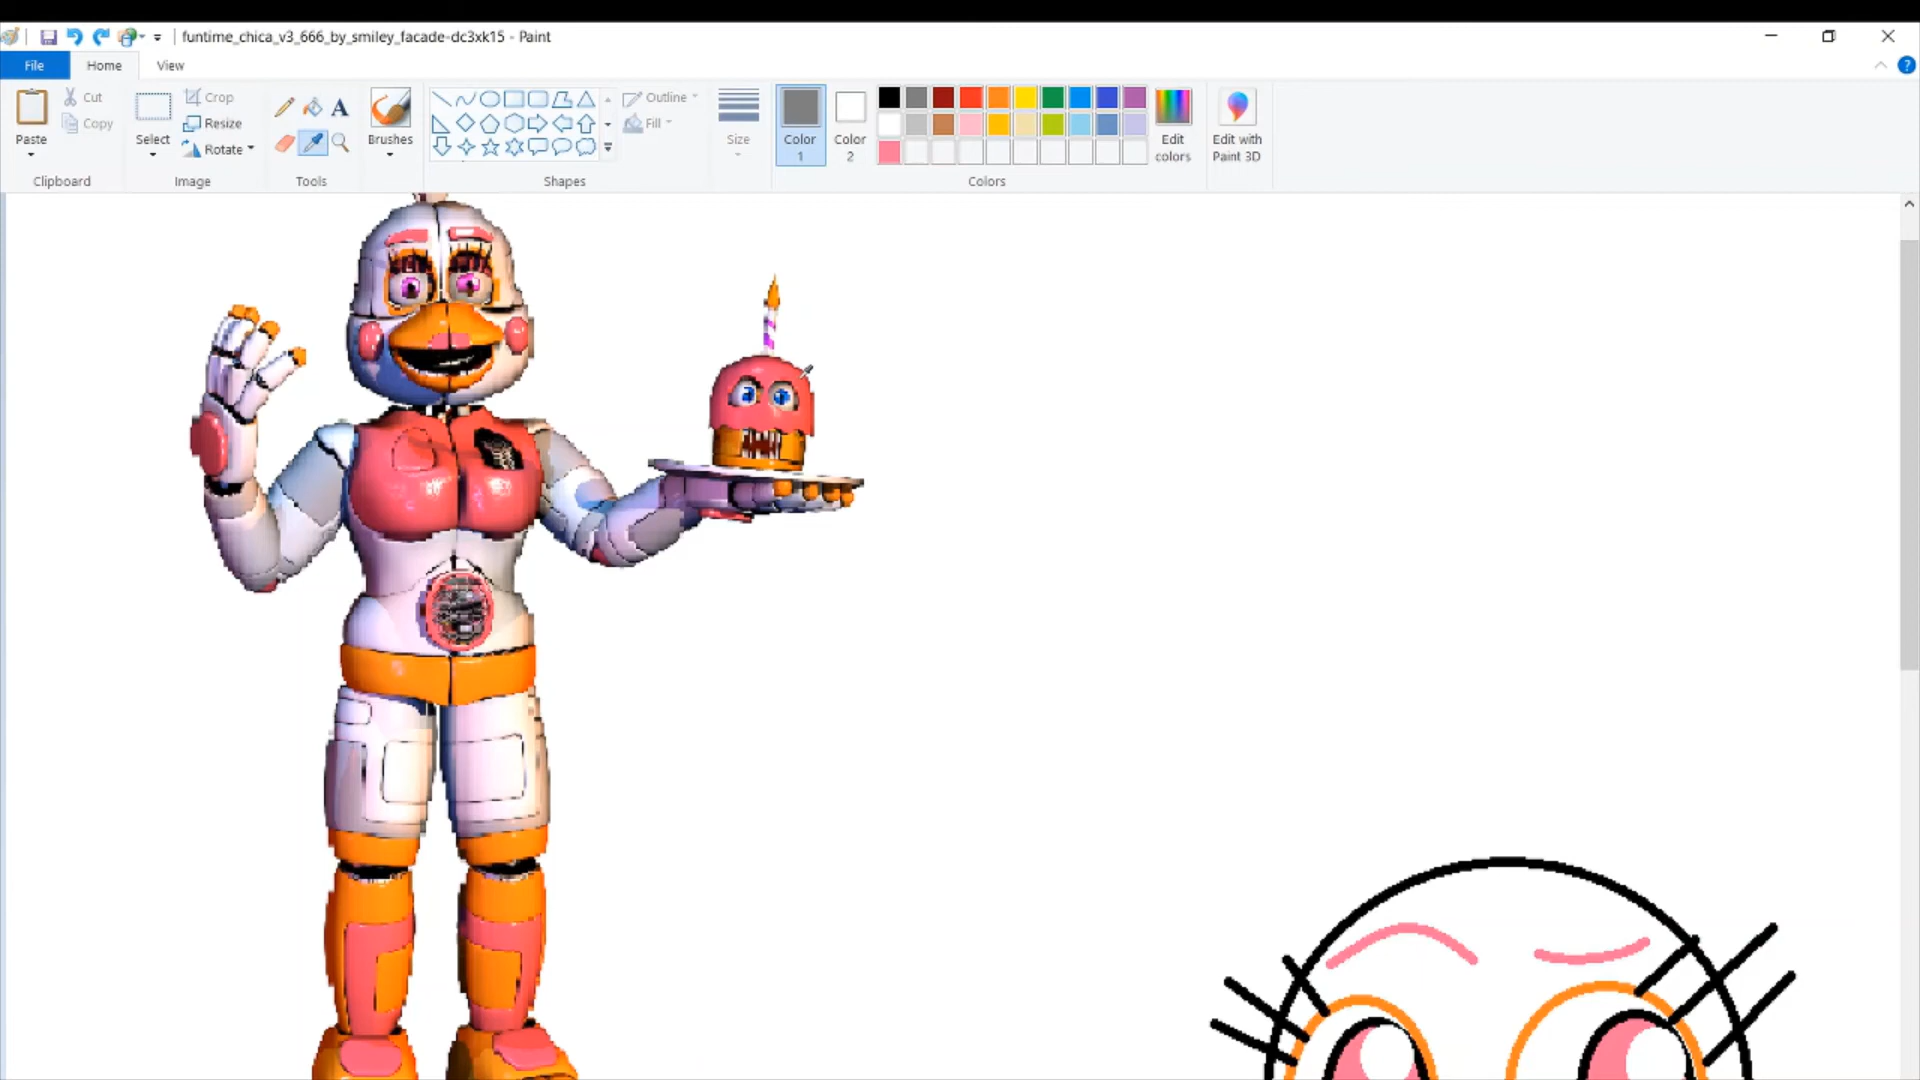 funtime_chica_v3_666_by_smiley_facade-dc3xk15 - Paint
File Home View ?
Cut
Copy
Paste
Clipboard
Select
Crop
Resize
Rotate
Image
A
Tools
Brushes
Outline
Fill
Shapes
Size
Color
1
Color
2
Edit
colors
Colors
Edit with
Paint 3D